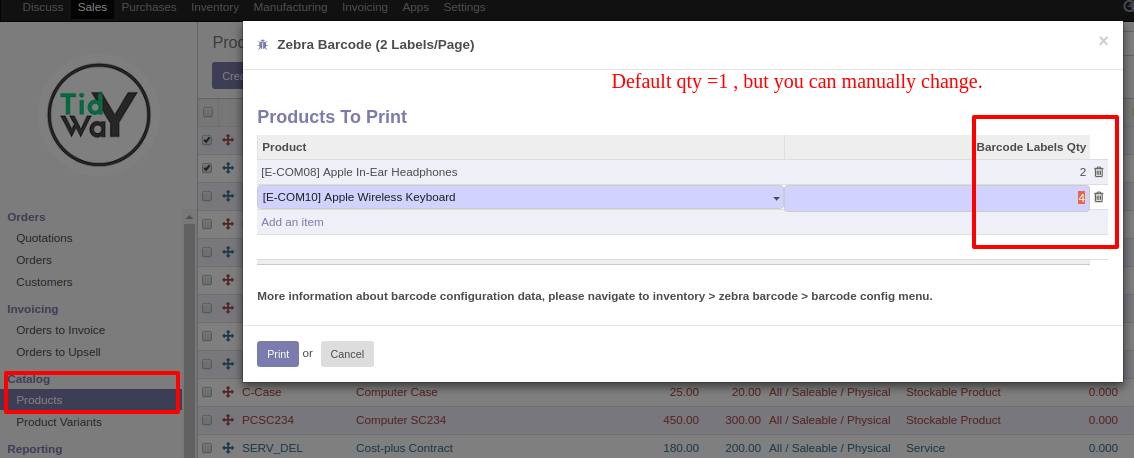 Discuss Sales Purchases Inventory Manufacturing Invoicing Apps Settings
Tid
WaY
Orders
Quotations
Orders
Customers
Invoicing
Orders to Invoice
Orders to Upsell
Catalog
Products
Product Variants
Reporting
Zebra Barcode (2 Labels/Page) ×
Default qty =1 , but you can manually change.
Products To Print
Product Barcode Labels Qty
[E-COM08] Apple In-Ear Headphones 2
[E-COM10] Apple Wireless Keyboard 4
Add an item
More information about barcode configuration data, please navigate to inventory > zebra barcode > barcode config menu.
Print or Cancel
C-Case Computer Case 25.00 20.00 All / Saleable / Physical Stockable Product 0.000
PCSC234 Computer SC234 450.00 300.00 All / Saleable / Physical Stockable Product 0.000
SERV_DEL Cost-plus Contract 180.00 200.00 All / Saleable / Physical Service 0.000